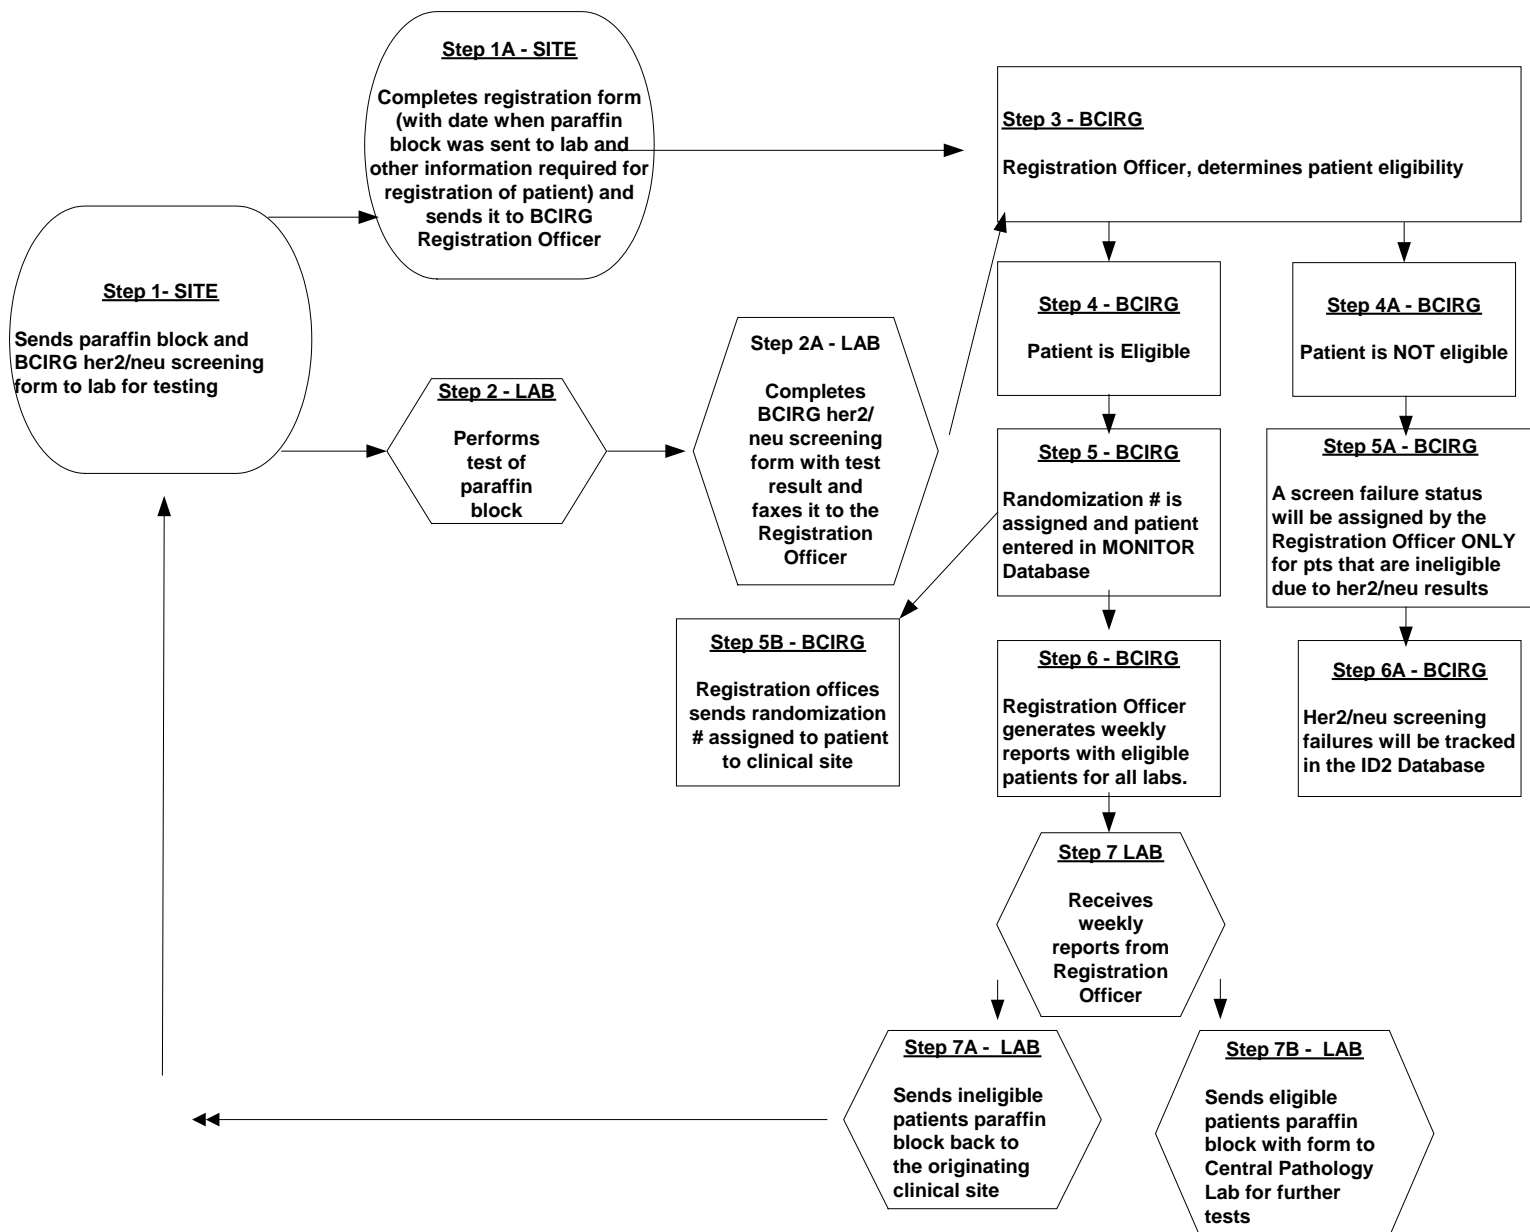 Step 1A - SITE
Completes registration form
(with date when paraffin
block was sent to lab and
other information required for
registration of patient) and
sends it to BCIRG
Registration Officer
Step 3 - BCIRG
Registration Officer, determines patient eligibility
Step 1- SITE
Sends paraffin block and
BCIRG her2/neu screening
form to lab for testing
Step 2 - LAB
Performs
test of
paraffin
block
Step 2A - LAB
Completes
BCIRG her2/
neu screening
form with test
result and
faxes it to the
Registration
Officer
Step 4 - BCIRG
Patient is Eligible
Step 4A - BCIRG
Patient is NOT eligible
Step 5 - BCIRG
Randomization # is
assigned and patient
entered in MONITOR
Database
Step 5A - BCIRG
A screen failure status
will be assigned by the
Registration Officer ONLY
for pts that are ineligible
due to her2/neu results
Step 5B - BCIRG
Registration offices
sends randomization
# assigned to patient
to clinical site
Step 6 - BCIRG
Registration Officer
generates weekly
reports with eligible
patients for all labs.
Step 6A - BCIRG
Her2/neu screening
failures will be tracked
in the ID2 Database
Step 7 LAB
Receives
weekly
reports from
Registration
Officer
Step 7A - LAB
Sends ineligible
patients paraffin
block back to
the originating
clinical site
Step 7B - LAB
Sends eligible
patients paraffin
block with form to
Central Pathology
Lab for further
tests